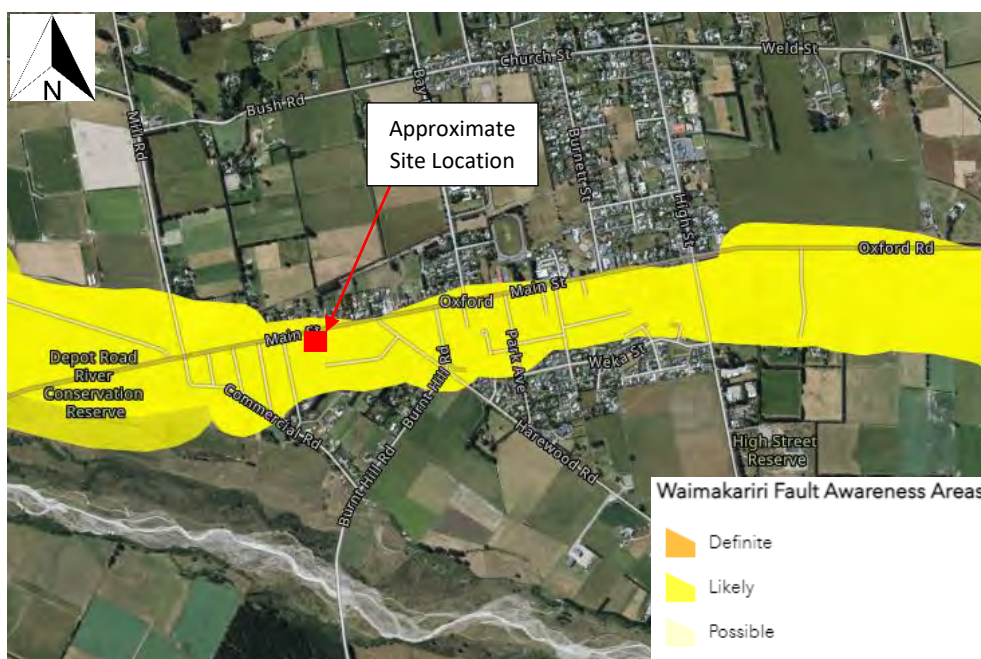 N
Weld St
Church St
Bush Rd
Bay
Mill Rd
Approximate
Site Location
Burnett St
High St
Oxford Rd
Main St
Oxford
Main St
Depot Road
River
Conservation
Reserve
Park Ave
Weka St
Commercial Rd
Burnt Hill Rd
Harewood Rd
High Street
Reserve
Burnt Hill Rd
Waimakariri Fault Awareness Areas
Definite
Likely
Possible